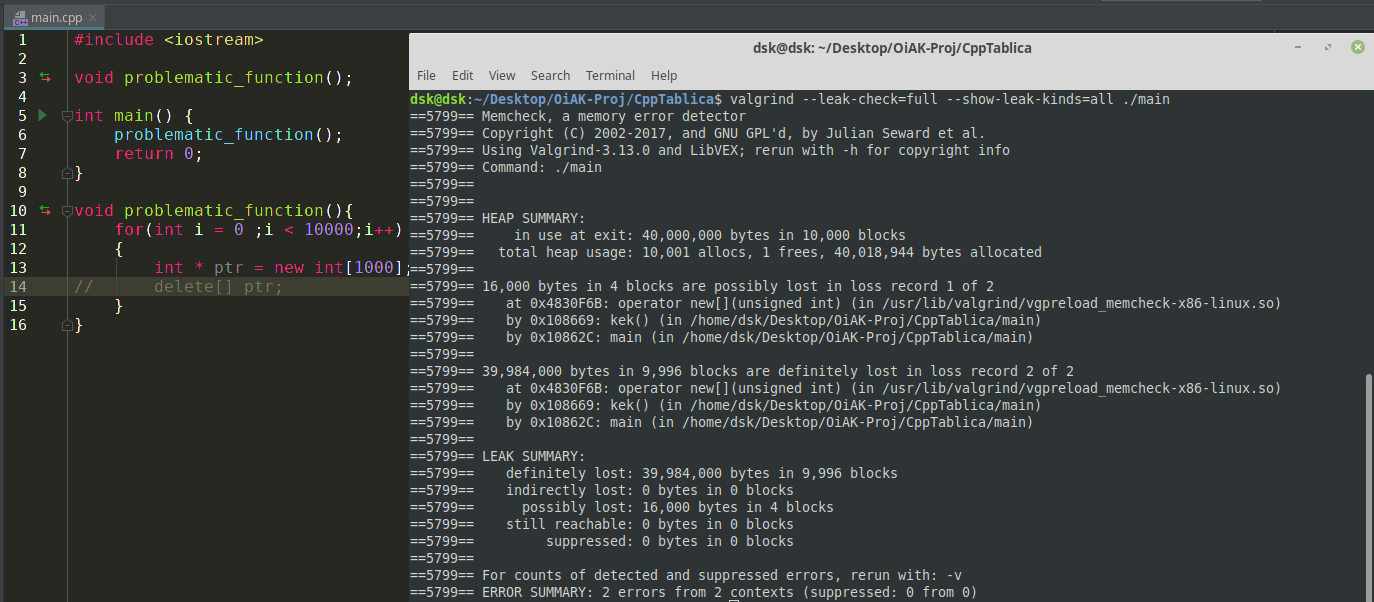 main.cpp
1 #include <iostream>
2
3 void problematic_function();
4
5 int main() {
6 problematic_function();
7 return 0;
8 }
9
10 void problematic_function(){
11 for(int i = 0 ;i < 10000;i++)
12 {
13 int * ptr = new int[1000];
14 // delete[] ptr;
15 }
16 }
dsk@dsk: ~/Desktop/OiAK-Proj/CppTablica
File Edit View Search Terminal Help
dsk@dsk:~/Desktop/OiAK-Proj/CppTablica$ valgrind --leak-check=full --show-leak-kinds=all ./main
==5799== Memcheck, a memory error detector
==5799== Copyright (C) 2002-2017, and GNU GPL'd, by Julian Seward et al.
==5799== Using Valgrind-3.13.0 and LibVEX; rerun with -h for copyright info
==5799== Command: ./main
==5799==
==5799==
==5799== HEAP SUMMARY:
==5799== in use at exit: 40,000,000 bytes in 10,000 blocks
==5799== total heap usage: 10,001 allocs, 1 frees, 40,018,944 bytes allocated
==5799==
==5799== 16,000 bytes in 4 blocks are possibly lost in loss record 1 of 2
==5799== at 0x4830F6B: operator new[](unsigned int) (in /usr/lib/valgrind/vgpreload_memcheck-x86-linux.so)
==5799== by 0x108669: kek() (in /home/dsk/Desktop/OiAK-Proj/CppTablica/main)
==5799== by 0x10862C: main (in /home/dsk/Desktop/OiAK-Proj/CppTablica/main)
==5799==
==5799== 39,984,000 bytes in 9,996 blocks are definitely lost in loss record 2 of 2
==5799== at 0x4830F6B: operator new[](unsigned int) (in /usr/lib/valgrind/vgpreload_memcheck-x86-linux.so)
==5799== by 0x108669: kek() (in /home/dsk/Desktop/OiAK-Proj/CppTablica/main)
==5799== by 0x10862C: main (in /home/dsk/Desktop/OiAK-Proj/CppTablica/main)
==5799==
==5799== LEAK SUMMARY:
==5799== definitely lost: 39,984,000 bytes in 9,996 blocks
==5799== indirectly lost: 0 bytes in 0 blocks
==5799== possibly lost: 16,000 bytes in 4 blocks
==5799== still reachable: 0 bytes in 0 blocks
==5799== suppressed: 0 bytes in 0 blocks
==5799==
==5799== For counts of detected and suppressed errors, rerun with: -v
==5799== ERROR SUMMARY: 2 errors from 2 contexts (suppressed: 0 from 0)